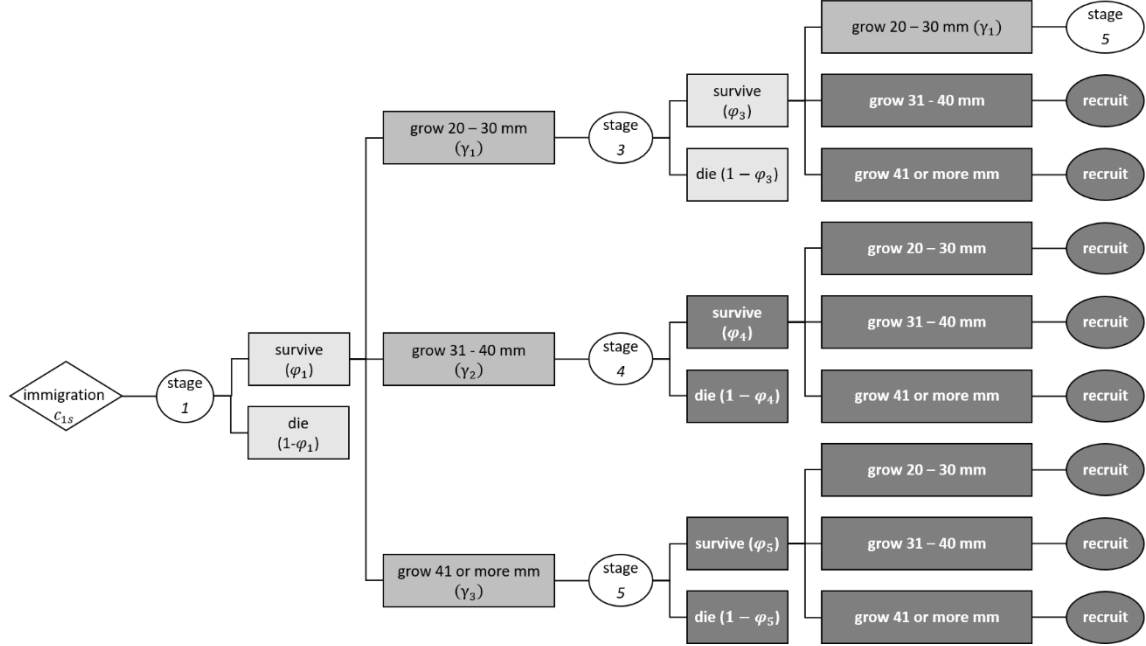 immigration
c₁ₛ
stage
1
survive
(φ₁)
die
(1-φ₁)
grow 20 – 30 mm
(γ₁)
stage
3
survive
(φ₃)
die (1 − φ₃)
grow 20 – 30 mm (γ₁)
stage
5
grow 31 - 40 mm
recruit
grow 41 or more mm
recruit
grow 31 - 40 mm
(γ₂)
stage
4
survive
(φ₄)
die (1 − φ₄)
grow 20 – 30 mm
recruit
grow 31 – 40 mm
recruit
grow 41 or more mm
recruit
grow 41 or more mm
(γ₃)
stage
5
survive (φ₅)
die (1 − φ₅)
grow 20 – 30 mm
recruit
grow 31 – 40 mm
recruit
grow 41 or more mm
recruit